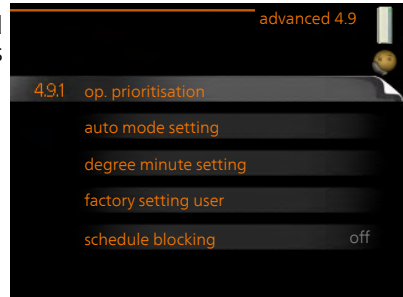 advanced 4.9
4.9.1 op. prioritisation
auto mode setting
degree minute setting
factory setting user
schedule blocking off